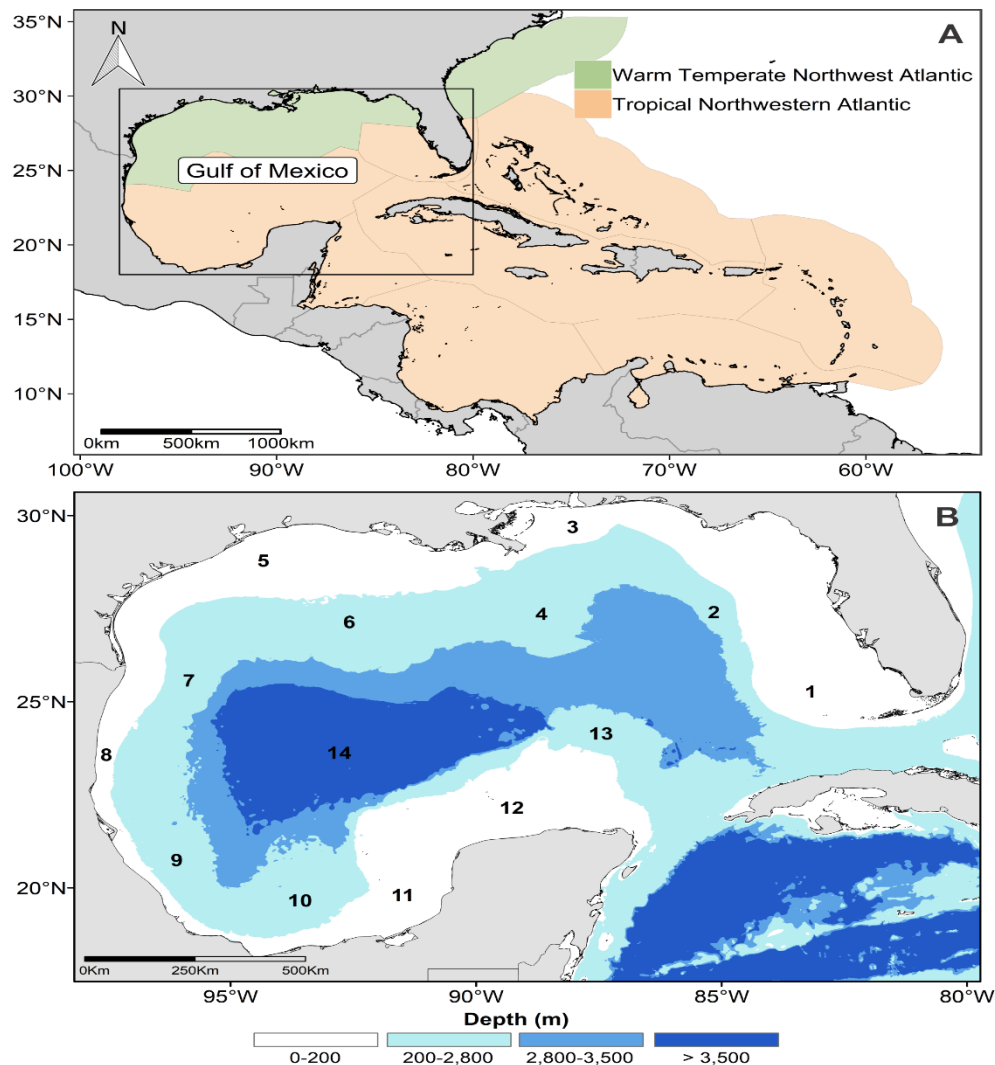 35°N
N
A
Warm Temperate Northwest Atlantic
Tropical Northwestern Atlantic
30°N
25°N
Gulf of Mexico
20°N
15°N
10°N
0km 500km 1000km
100°W 90°W 80°W 70°W 60°W
B
30°N
3
5
4
2
6
7
25°N
1
8
13
14
12
9
20°N
10
11
0Km 250Km 500Km
95°W 90°W 85°W 80°W
Depth (m)
0-200 200-2,800 2,800-3,500 > 3,500